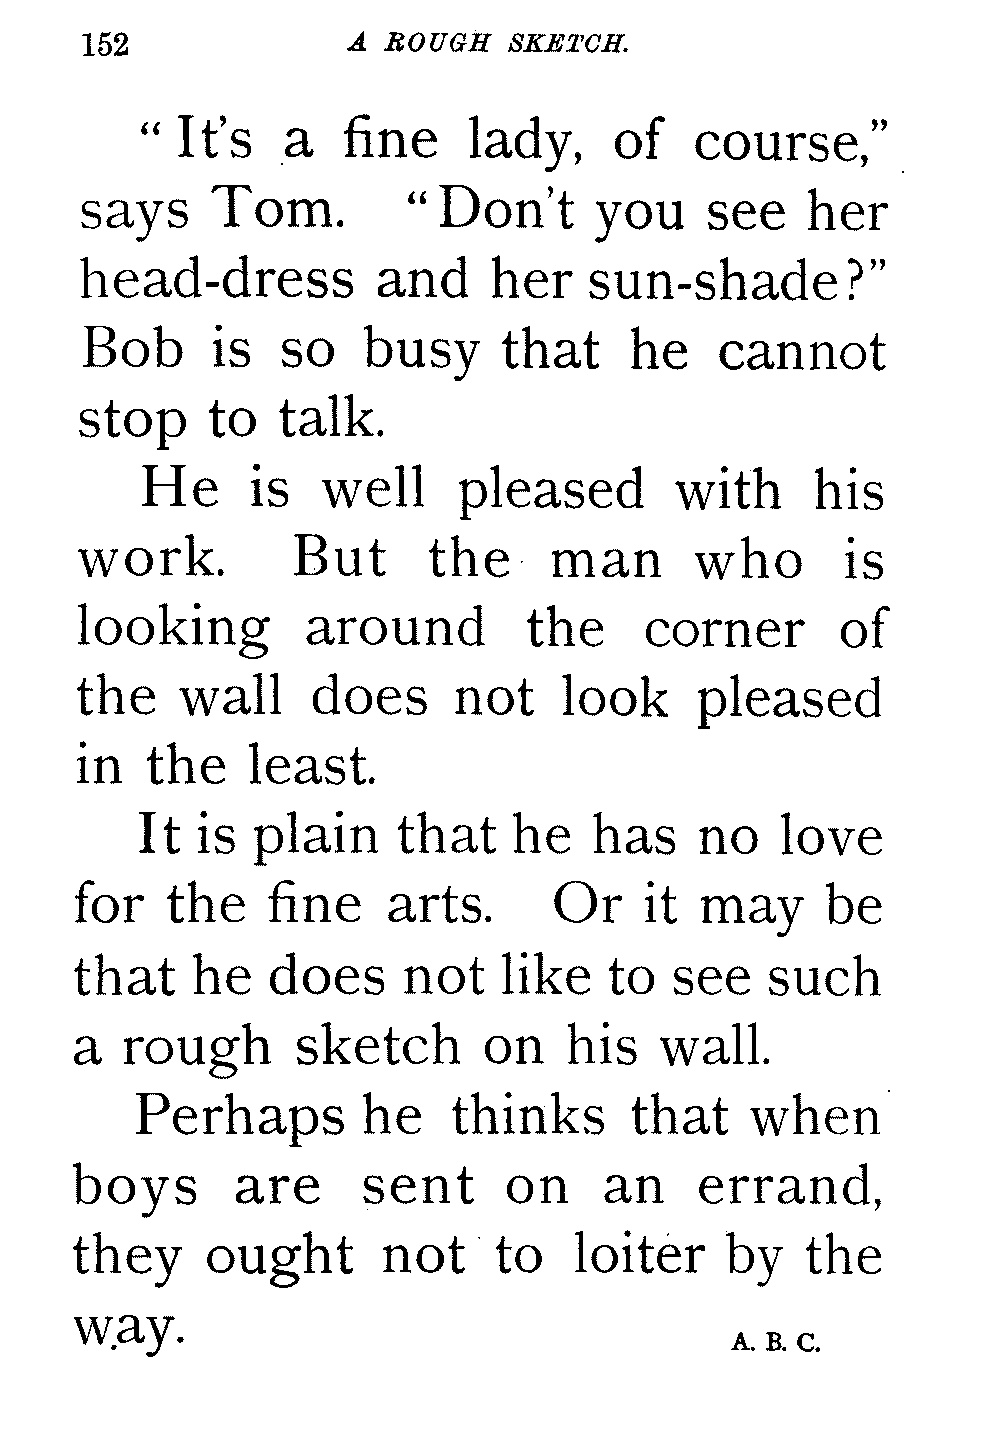 152 A ROUGH SKETCH.
“ It’s a fine lady, of course,”
says Tom. “ Don’t you see her
head-dress and her sun-shade?”
Bob is so busy that he cannot
stop to talk.
He is well pleased with his
work. But the man who is
looking around the corner of
the wall does not look pleased
in the least.
It is plain that he has no love
for the fine arts. Or it may be
that he does not like to see such
a rough sketch on his wall.
Perhaps he thinks that when
boys are sent on an errand,
they ought not to loiter by the
way. A. B. C.